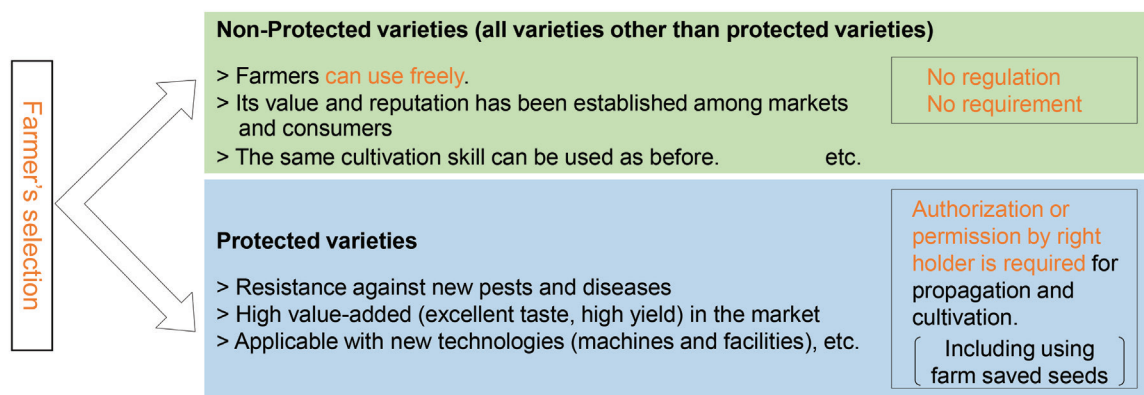 Farmer's selection
Non-Protected varieties (all varieties other than protected varieties)
> Farmers can use freely.
> Its value and reputation has been established among markets
and consumers
> The same cultivation skill can be used as before. etc.
No regulation
No requirement
Protected varieties
> Resistance against new pests and diseases
> High value-added (excellent taste, high yield) in the market
> Applicable with new technologies (machines and facilities), etc.
Authorization or
permission by right
holder is required for
propagation and
cultivation.
Including using
farm saved seeds